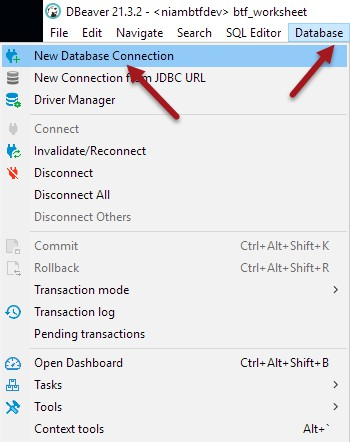 DBeaver 21.3.2 - <niambtfdev> btf_worksheet
File Edit Navigate Search SQL Editor Database
New Database Connection
New Connection from JDBC URL
Driver Manager
Connect
Invalidate/Reconnect
Disconnect
Disconnect All
Disconnect Others
Commit Ctrl+Alt+Shift+K
Rollback Ctrl+Alt+Shift+R
Transaction mode
Transaction log
Pending transactions
Open Dashboard Ctrl+Alt+Shift+B
Tasks
Tools
Context tools Alt+`